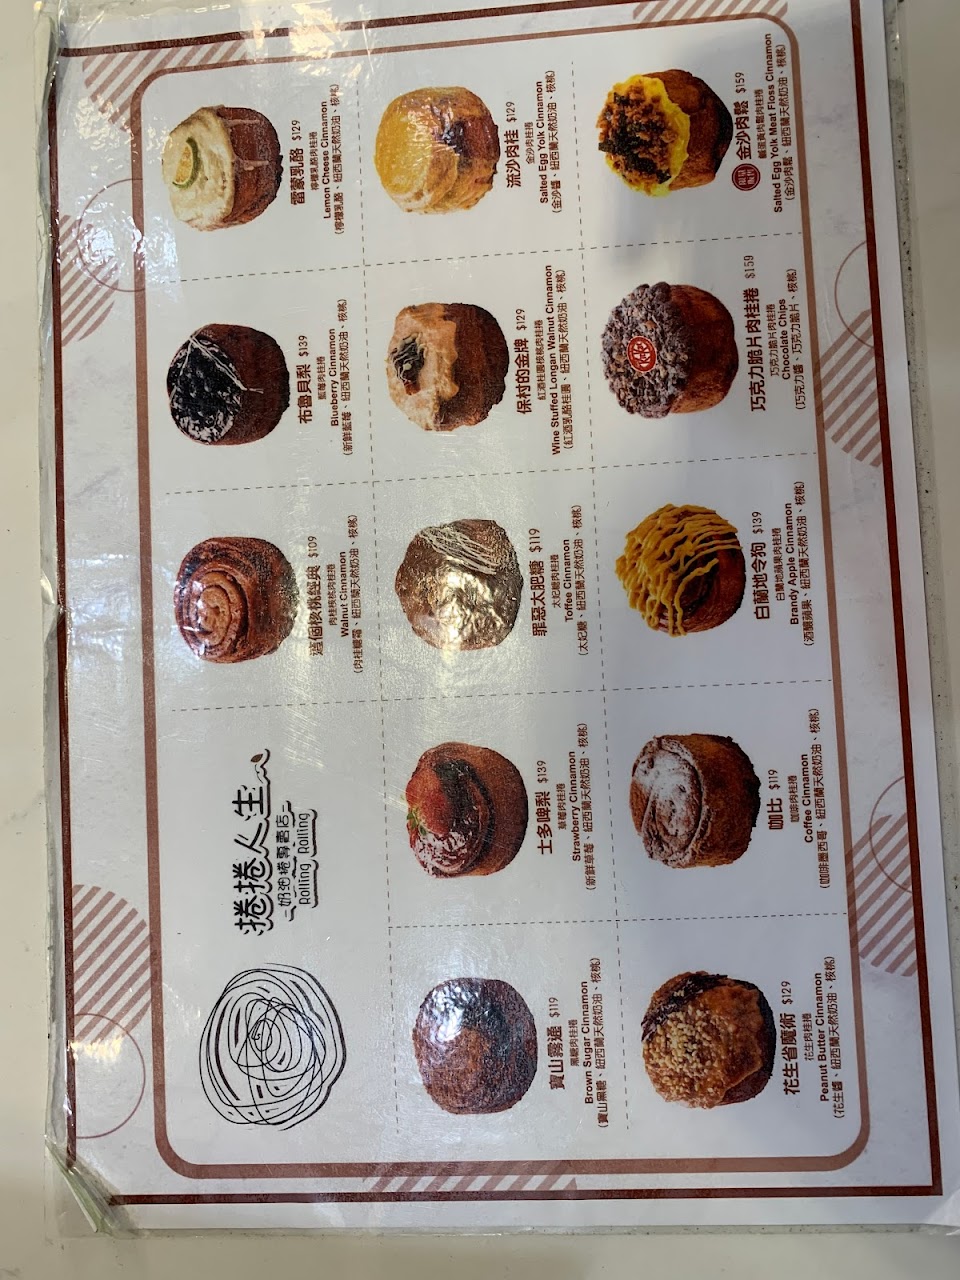 捲捲人生
奶油捲專賣店
Rolling Rolling
這個核桃經典 $109
肉桂核桃肉桂捲
Walnut Cinnamon
（肉桂糖霜、紐西蘭天然奶油、核桃）
布魯貝梨 $139
藍莓肉桂捲
Blueberry Cinnamon
（新鮮藍莓、紐西蘭天然奶油、核桃）
雷蒙乳酪 $129
檸檬乳酪肉桂捲
Lemon Cheese Cinnamon
（檸檬乳酪、紐西蘭天然奶油、核桃）
寶山霧逤 $119
黑糖肉桂捲
Brown Sugar Cinnamon
（寶山黑糖、紐西蘭天然奶油、核桃）
士多啤梨 $139
草莓肉桂捲
Strawberry Cinnamon
（新鮮草莓、紐西蘭天然奶油、核桃）
罪惡太肥糖 $119
太妃糖肉桂捲
Toffee Cinnamon
（太妃糖、紐西蘭天然奶油、核桃）
保村的金牌 $129
紅酒桂圓核桃肉桂捲
Wine Stuffed Longan Walnut Cinnamon
（紅酒乳酪桂圓、紐西蘭天然奶油、核桃）
流沙肉桂 $129
金沙肉桂捲
Salted Egg Yolk Cinnamon
（金沙醬、紐西蘭天然奶油、核桃）
花生省魔術 $129
花生肉桂捲
Peanut Butter Cinnamon
（花生醬、紐西蘭天然奶油、核桃）
咖比 $119
咖啡肉桂捲
Coffee Cinnamon
（咖啡墨西哥、紐西蘭天然奶油、核桃）
白蘭地令狗 $139
白蘭地蘋果肉桂捲
Brandy Apple Cinnamon
（酒釀蘋果、紐西蘭天然奶油、核桃）
巧克力脆片肉桂捲 $159
巧克力脆片肉桂捲
Chocolate Chips
（巧克力醬、巧克力脆片、核桃）
金沙肉鬆 $159
鹹蛋黃肉鬆肉桂捲
Salted Egg Yolk Meat Floss Cinnamon
（金沙肉鬆、紐西蘭天然奶油、核桃）